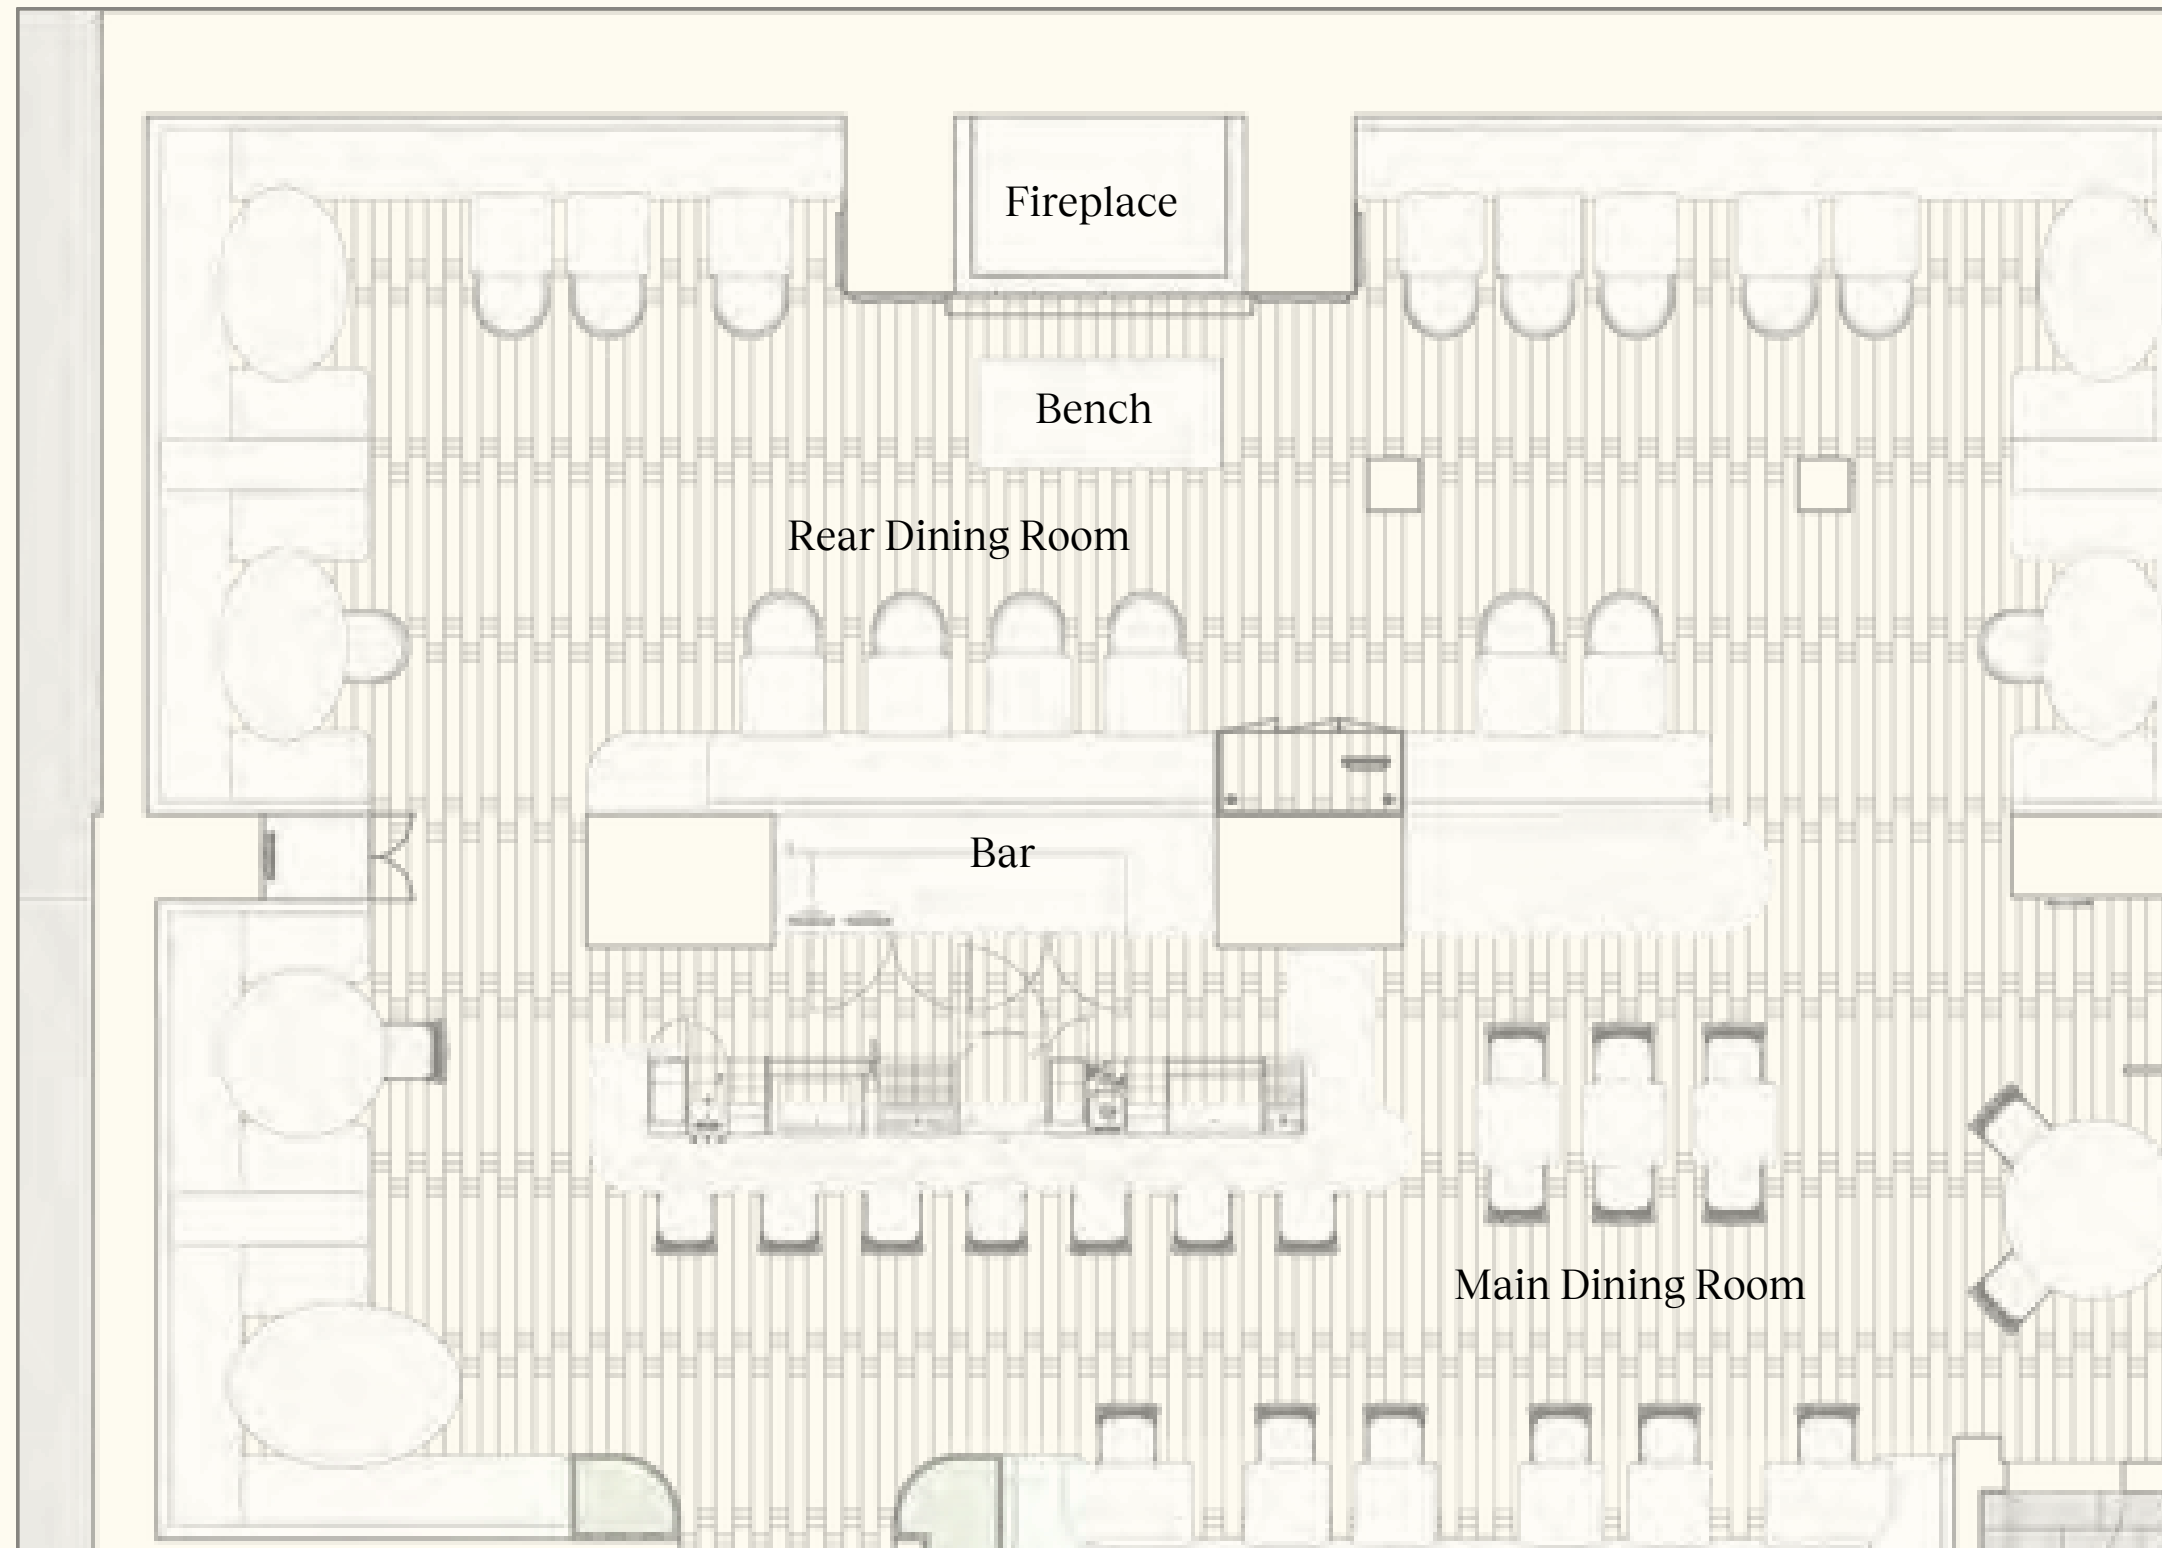 Fireplace
Bench
Rear Dining Room
Bar
Main Dining Room